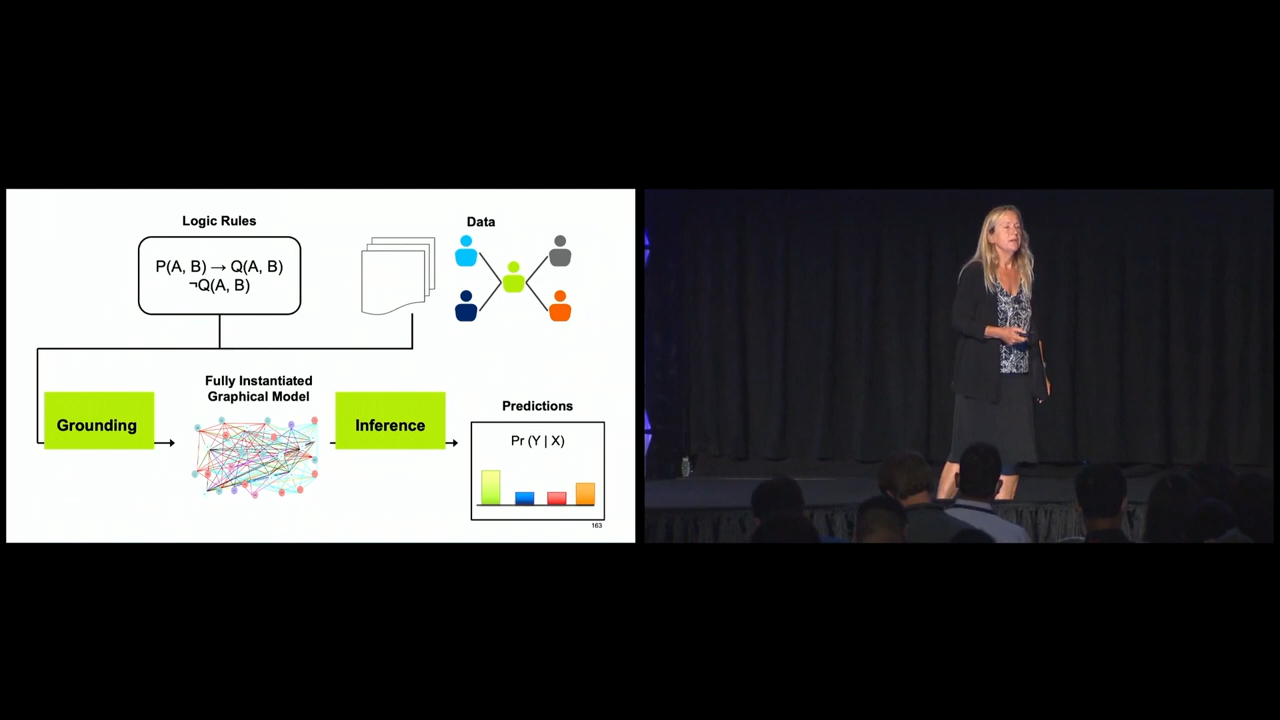 Logic Rules
Data
P(A, B) → Q(A, B)
¬Q(A, B)
Fully Instantiated
Graphical Model
Grounding
Inference
Predictions
Pr (Y | X)
163